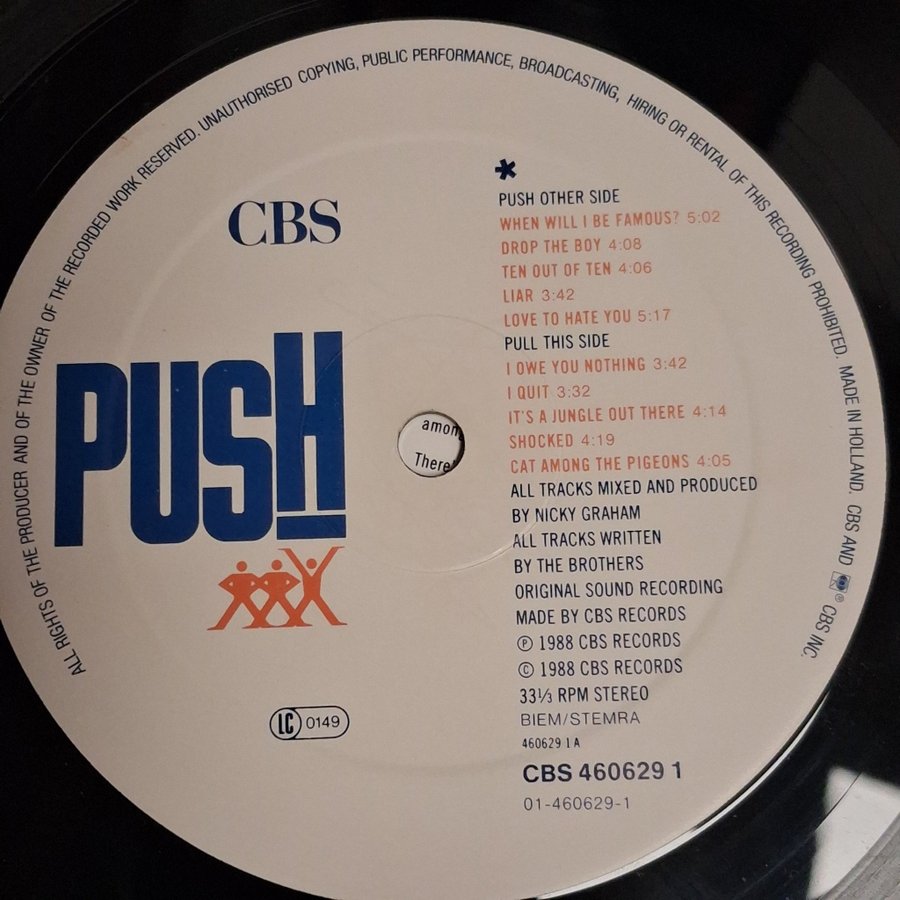 ALL RIGHTS OF THE PRODUCER AND OF THE OWNER OF THE RECORDED WORK RESERVED. UNAUTHORISED COPYING, PUBLIC PERFORMANCE, BROADCASTING, HIRING OR RENTAL OF THIS RECORDING PROHIBITED. MADE IN HOLLAND. CBS AND ℗ CBS INC.
CBS
PUSH
LC 0149
*
PUSH OTHER SIDE
WHEN WILL I BE FAMOUS? 5:02
DROP THE BOY 4:08
TEN OUT OF TEN 4:06
LIAR 3:42
LOVE TO HATE YOU 5:17
PULL THIS SIDE
I OWE YOU NOTHING 3:42
I QUIT 3:32
IT'S A JUNGLE OUT THERE 4:14
SHOCKED 4:19
CAT AMONG THE PIGEONS 4:05
ALL TRACKS MIXED AND PRODUCED
BY NICKY GRAHAM
ALL TRACKS WRITTEN
BY THE BROTHERS
ORIGINAL SOUND RECORDING
MADE BY CBS RECORDS
℗ 1988 CBS RECORDS
© 1988 CBS RECORDS
33⅓ RPM STEREO
BIEM/STEMRA
460629 1 A
CBS 460629 1
01-460629-1
amon
There